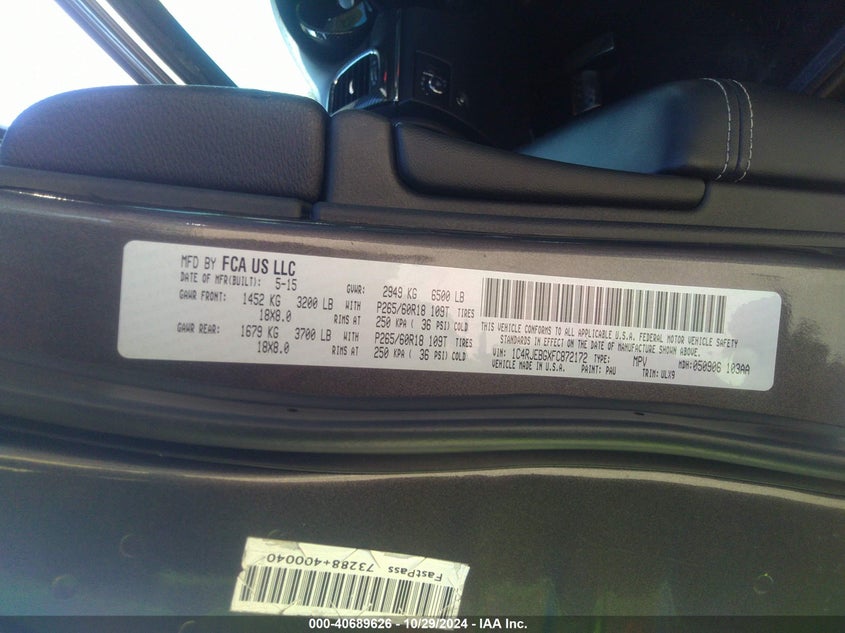 MFD BY FCA US LLC
DATE OF MFR(BUILT): 5-15 GVWR: 2949 KG 6500 LB
GAWR FRONT: 1452 KG 3200 LB WITH P265/60R18 109T TIRES
18X8.0 RIMS AT 250 KPA ( 36 PSI) COLD
GAWR REAR: 1679 KG 3700 LB WITH P265/60R18 109T TIRES
18X8.0 RIMS AT 250 KPA ( 36 PSI) COLD
THIS VEHICLE CONFORMS TO ALL APPLICABLE U.S.A. FEDERAL MOTOR VEHICLE SAFETY
STANDARDS IN EFFECT ON THE DATE OF MANUFACTURE SHOWN ABOVE.
VIN: 1C4RJEBGXFC872172 TYPE: MPV MDH: 050906 103AA
VEHICLE MADE IN U.S.A. PAINT: PAU TRIM: ULX9
FastPass 73288+400040
000-40689626 - 10/29/2024 - IAA Inc.